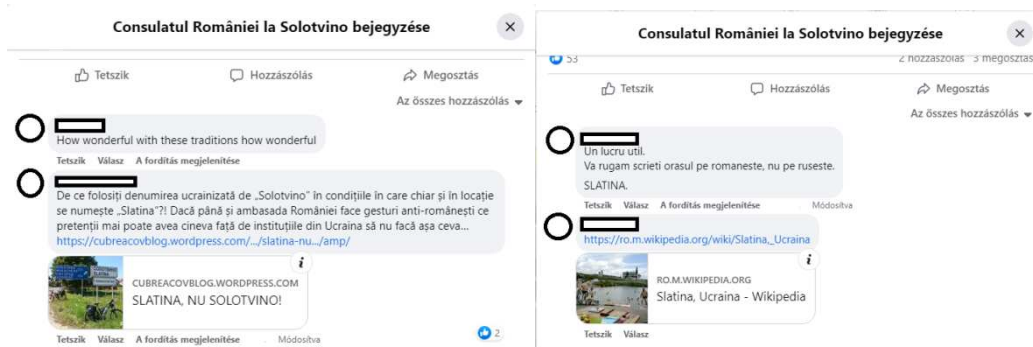 Consulatul României la Solotvino bejegyzése
Tetszik
Hozzászólás
Megosztás
Az összes hozzászólás
How wonderful with these traditions how wonderful
Tetszik Válasz A fordítás megjelenítése
De ce folosiți denumirea ucrainizată de „Solotvino” în condițiile în care chiar și în locație
se numește „Slatina”?! Dacă până și ambasada României face gesturi anti-românești ce
pretenții mai poate avea cineva față de instituțiile din Ucraina să nu facă așa ceva...
https://cubreacovblog.wordpress.com/.../slatina-nu.../amp/
CUBREACOVBLOG.WORDPRESS.COM
SLATINA, NU SOLOTVINO!
2
Tetszik Válasz A fordítás megjelenítése Módosítva
Consulatul României la Solotvino bejegyzése
53
2 hozzászólás 3 megosztás
Tetszik
Hozzászólás
Megosztás
Az összes hozzászólás
Un lucru util.
Va rugam scrieti orasul pe romaneste, nu pe ruseste.
SLATINA.
Tetszik Válasz A fordítás megjelenítése Módosítva
https://ro.m.wikipedia.org/wiki/Slatina,_Ucraina
RO.M.WIKIPEDIA.ORG
Slatina, Ucraina - Wikipedia
Tetszik Válasz